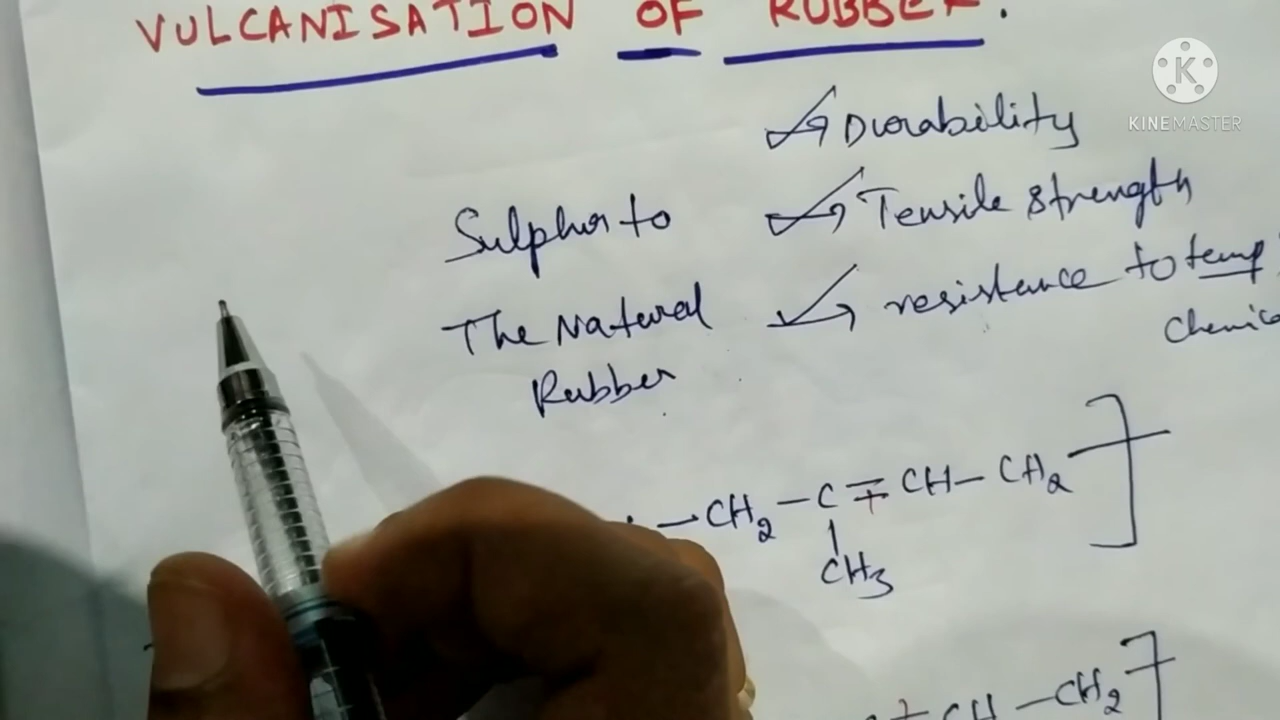 VULCANISATION OF RUBBER.
Durability
Sulphur to
Tensile strength
The Natural
resistance to temp
Rubber
KINEMASTER
CH2 - C = CH - CH2
CH3
CH - CH2